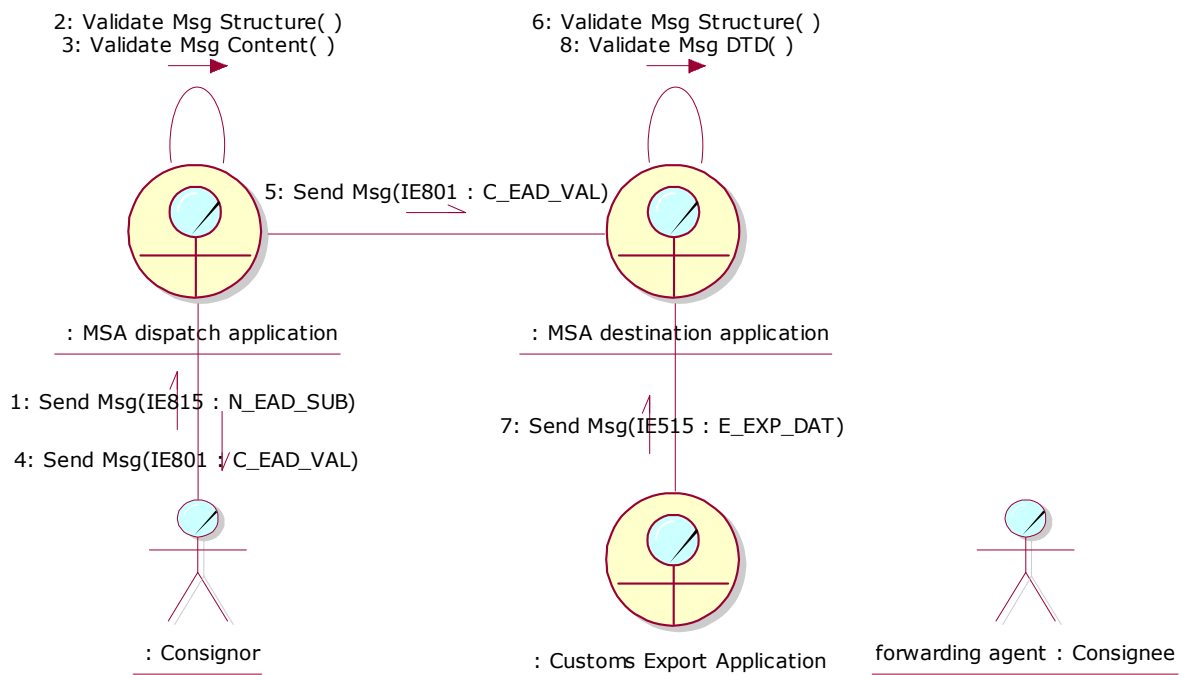 2: Validate Msg Structure( )
3: Validate Msg Content( )
6: Validate Msg Structure( )
8: Validate Msg DTD( )
5: Send Msg(IE801 : C_EAD_VAL)
: MSA dispatch application
: MSA destination application
1: Send Msg(IE815 : N_EAD_SUB)
7: Send Msg(IE515 : E_EXP_DAT)
4: Send Msg(IE801 : C_EAD_VAL)
: Consignor
: Customs Export Application
forwarding agent : Consignee